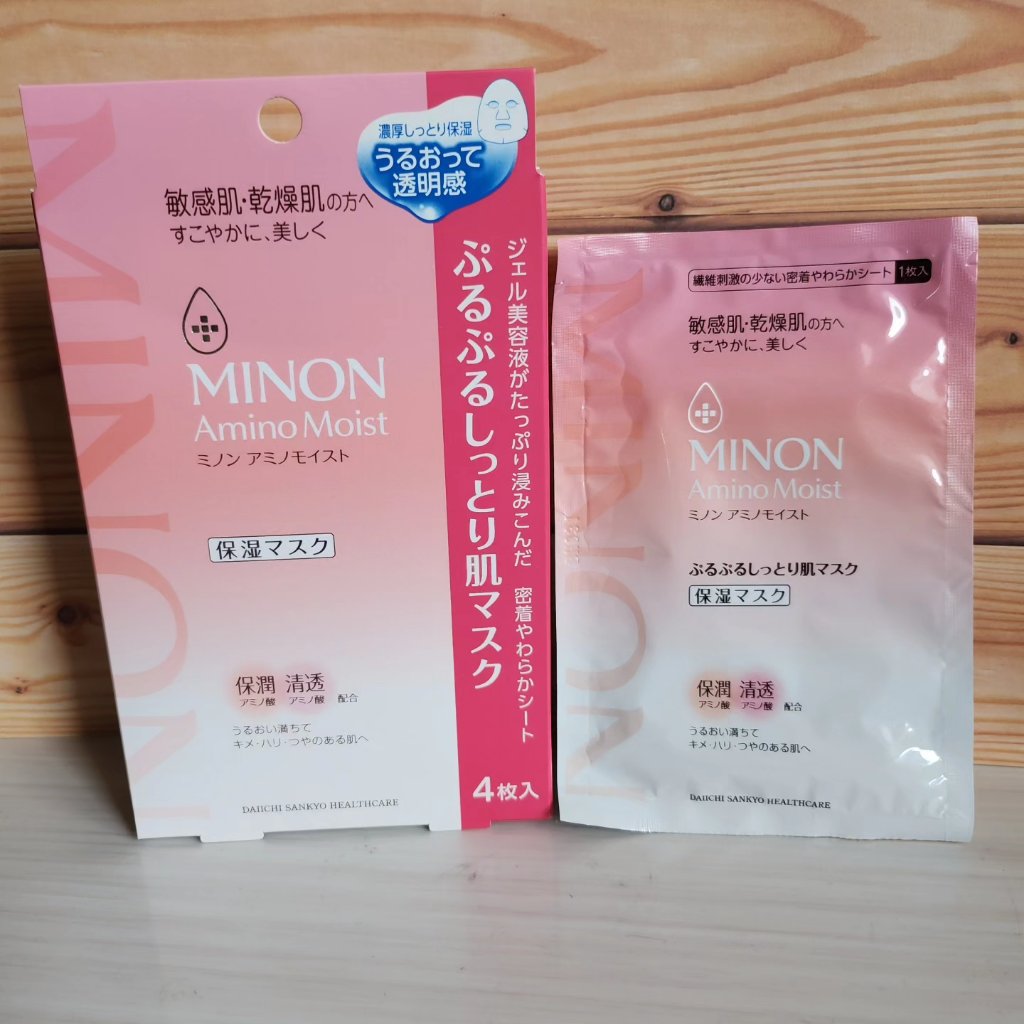 MINON
濃厚しっとり保湿
うるおって
透明感
敏感肌・乾燥肌の方へ
すこやかに、美しく
MINON
Amino Moist
ミノン アミノモイスト
保湿マスク
保潤 清透
アミノ酸 アミノ酸 配合
うるおい満ちて
キメ・ハリ・つやのある肌へ
DAIICHI SANKYO HEALTHCARE
ジェル美容液がたっぷり浸みこんだ 密着やわらかシート
ぷるぷるしっとり肌マスク
4枚入
MINON
繊維刺激の少ない密着やわらかシート 1枚入
敏感肌・乾燥肌の方へ
すこやかに、美しく
MINON
Amino Moist
ミノン アミノモイスト
ぷるぷるしっとり肌マスク
保湿マスク
保潤 清透
アミノ酸 アミノ酸 配合
うるおい満ちて
キメ・ハリ・つやのある肌へ
DAIICHI SANKYO HEALTHCARE